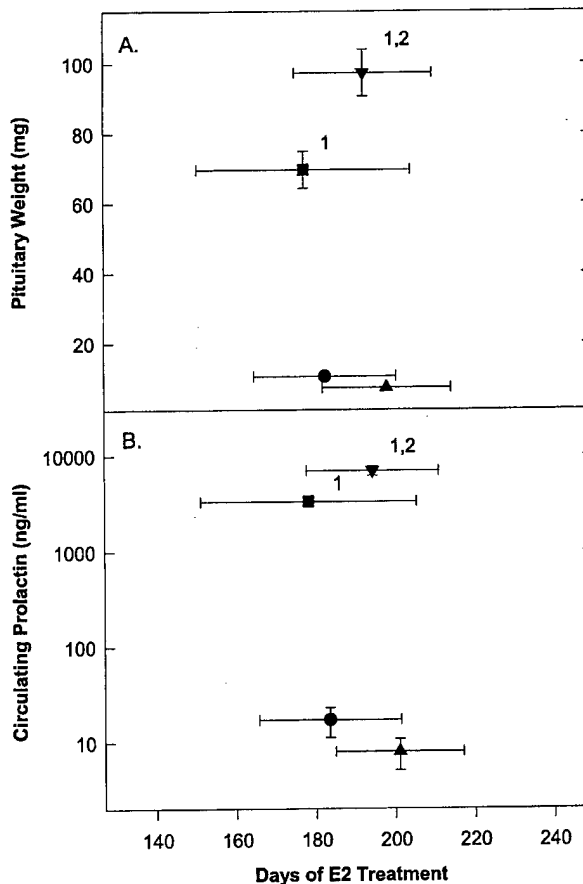 A.
1,2
1
100
80
60
40
20
Pituitary Weight (mg)
B.
1,2
1
10000
1000
100
10
Circulating Prolactin (ng/ml)
140 160 180 200 220 240
Days of E2 Treatment